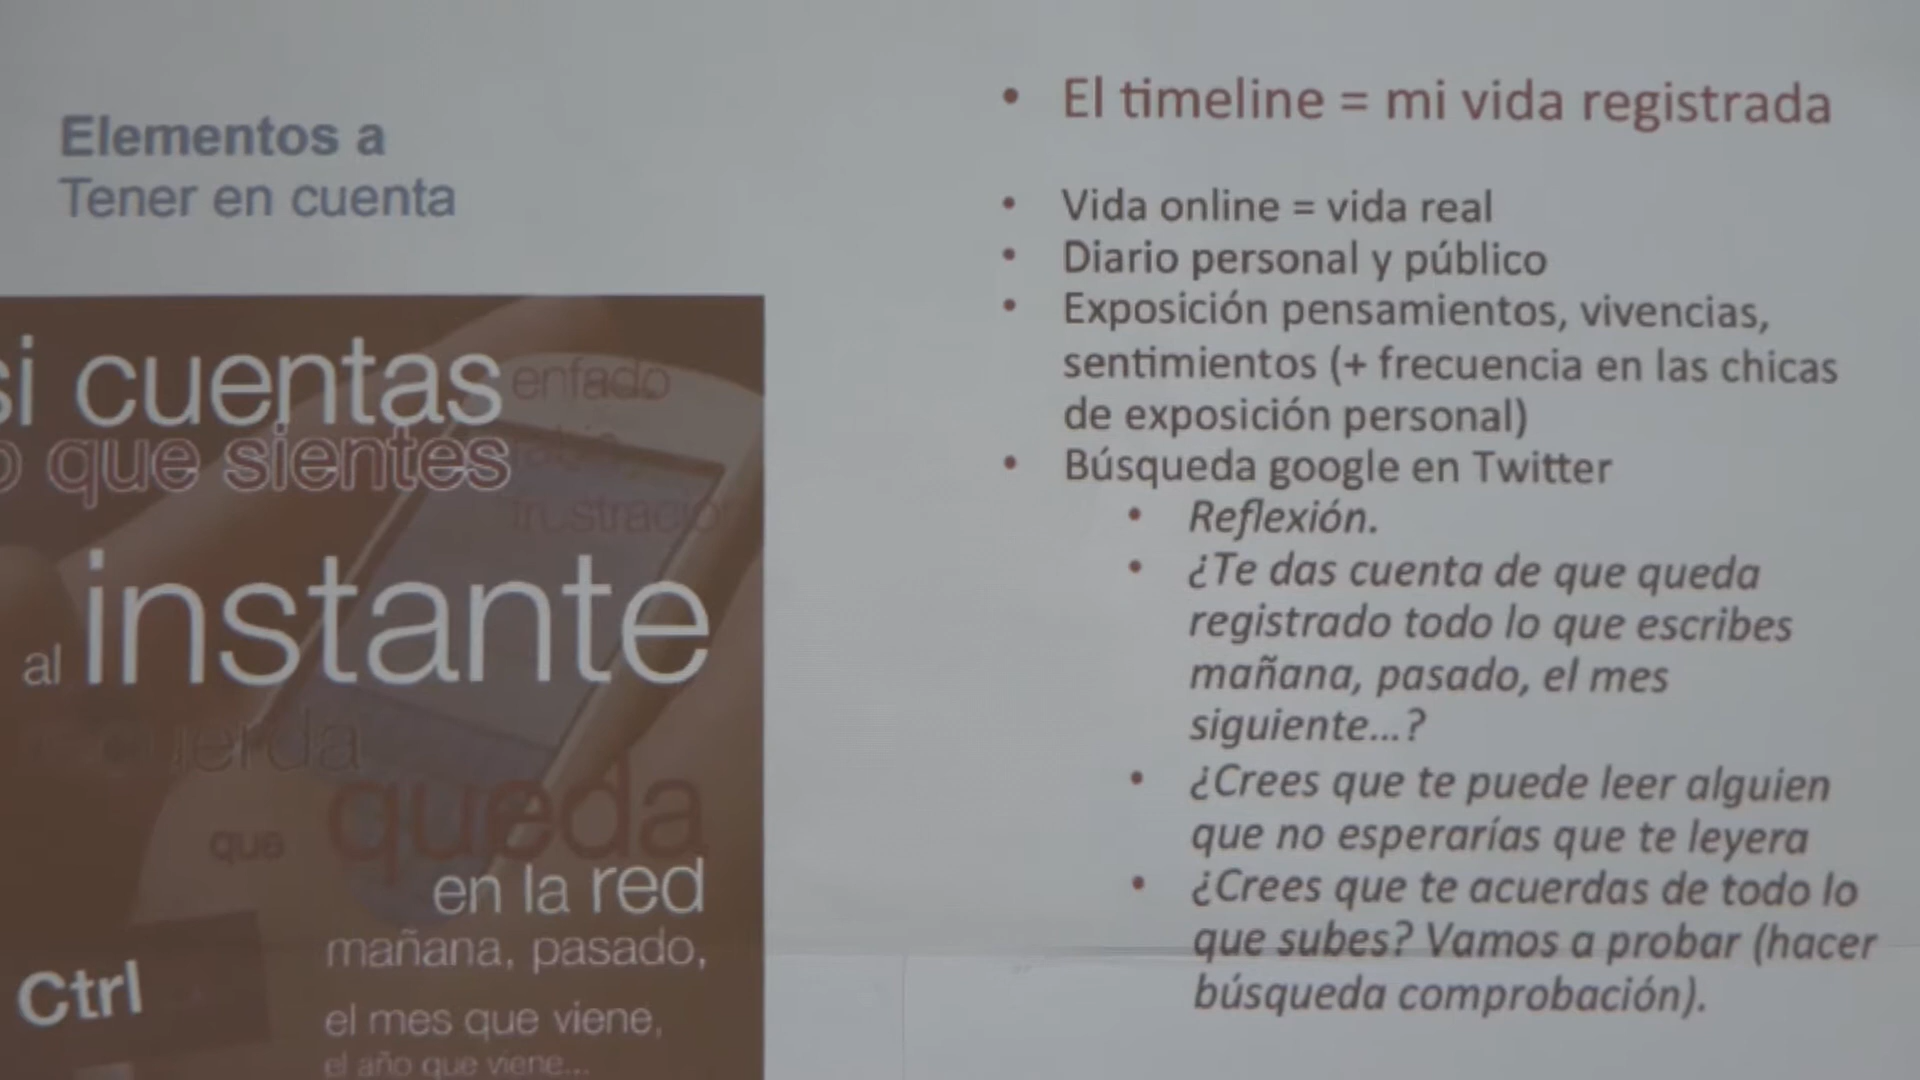 Elementos a
Tener en cuenta
si cuentas
enfado
o que sientes
al instante
que queda
en la red
mañana, pasado,
el mes que viene,
el año que viene...
Ctrl
• El timeline = mi vida registrada
• Vida online = vida real
• Diario personal y público
• Exposición pensamientos, vivencias,
sentimientos (+ frecuencia en las chicas
de exposición personal)
• Búsqueda google en Twitter
• Reflexión.
• ¿Te das cuenta de que queda
registrado todo lo que escribes
mañana, pasado, el mes
siguiente...?
• ¿Crees que te puede leer alguien
que no esperarías que te leyera
• ¿Crees que te acuerdas de todo lo
que subes? Vamos a probar (hacer
búsqueda comprobación).